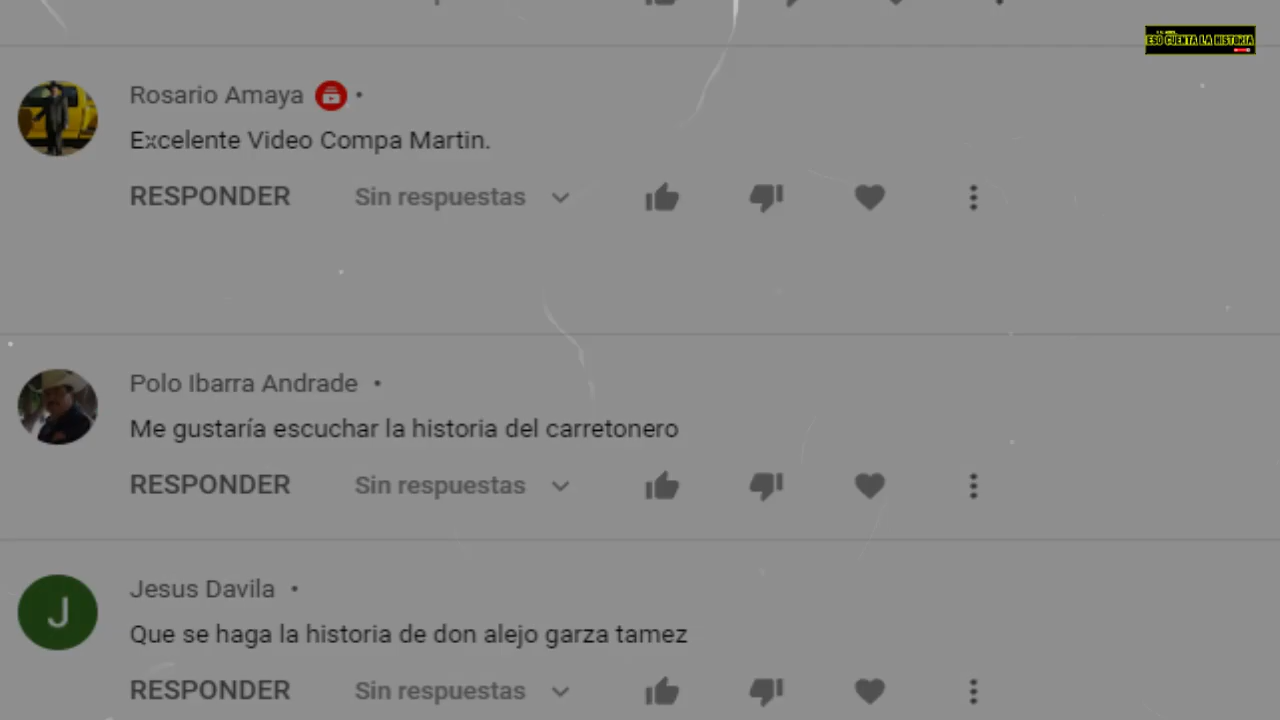 ESO CUENTA LA HISTORIA
Rosario Amaya •
Excelente Video Compa Martin.
RESPONDER Sin respuestas
Polo Ibarra Andrade •
Me gustaría escuchar la historia del carretonero
RESPONDER Sin respuestas
Jesus Davila •
J
Que se haga la historia de don alejo garza tamez
RESPONDER Sin respuestas